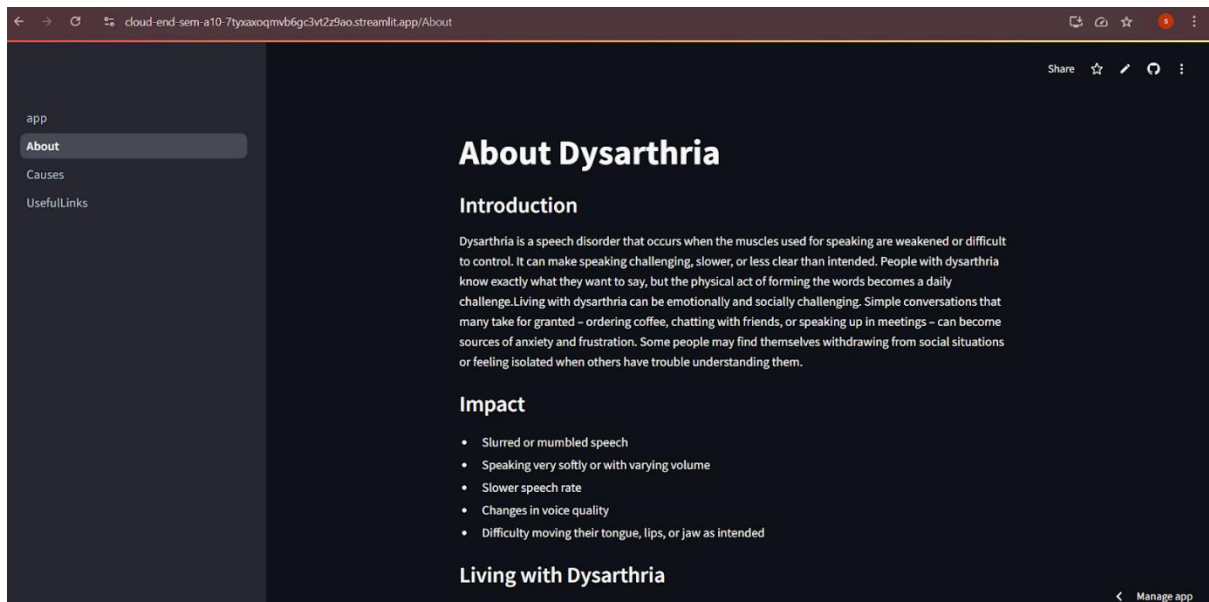 cloud-end-sem-a10-7tyxaxoqmvb6gc3vt2z9ao.streamlit.app/About
S
Share
app
About
Causes
UsefulLinks
About Dysarthria
Introduction
Dysarthria is a speech disorder that occurs when the muscles used for speaking are weakened or difficult
to control. It can make speaking challenging, slower, or less clear than intended. People with dysarthria
know exactly what they want to say, but the physical act of forming the words becomes a daily
challenge.Living with dysarthria can be emotionally and socially challenging. Simple conversations that
many take for granted – ordering coffee, chatting with friends, or speaking up in meetings – can become
sources of anxiety and frustration. Some people may find themselves withdrawing from social situations
or feeling isolated when others have trouble understanding them.
Impact
• Slurred or mumbled speech
• Speaking very softly or with varying volume
• Slower speech rate
• Changes in voice quality
• Difficulty moving their tongue, lips, or jaw as intended
Living with Dysarthria
Manage app